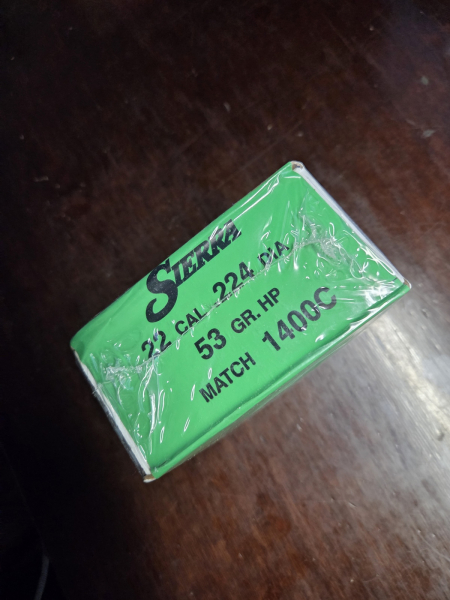 SIERRA
22 CAL. 224 DIA.
53 GR. HP
MATCH 1400C